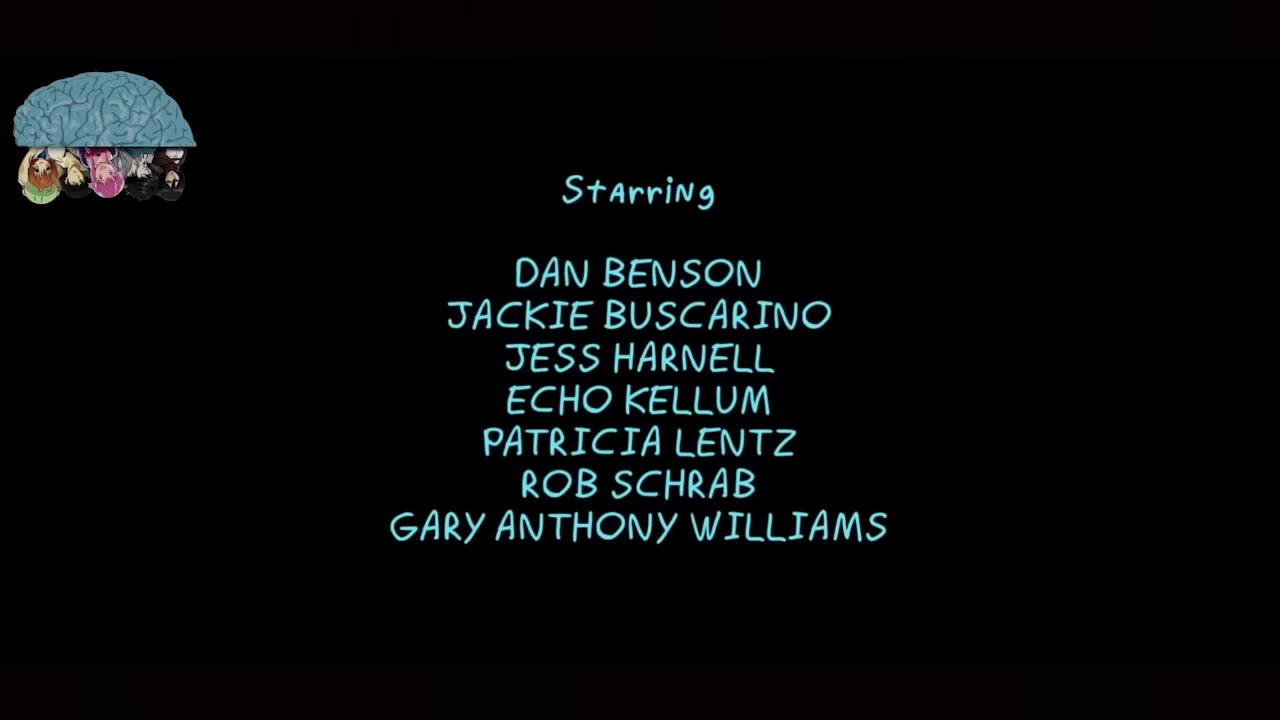 Starring
DAN BENSON
JACKIE BUSCARINO
JESS HARNELL
ECHO KELLUM
PATRICIA LENTZ
ROB SCHRAB
GARY ANTHONY WILLIAMS